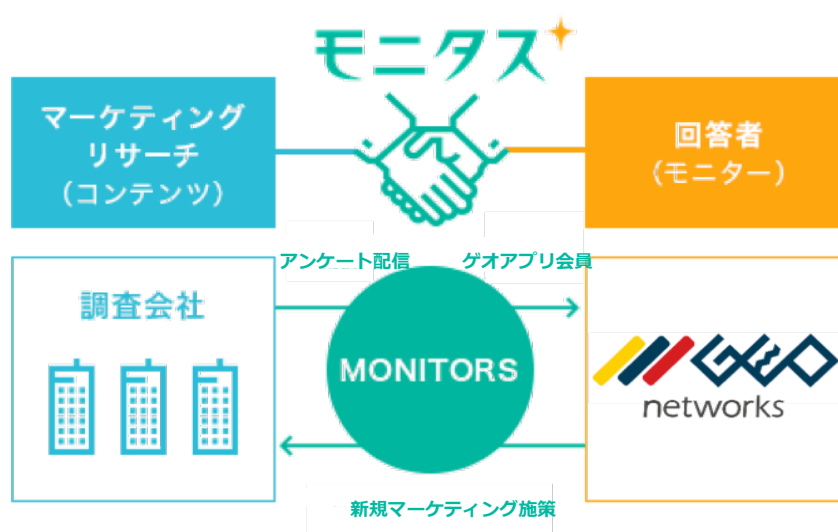 モニタス
マーケティング
リサーチ
（コンテンツ）
回答者
（モニター）
アンケート配信
ゲオアプリ会員
調査会社
MONITORS
GEO
networks
新規マーケティング施策